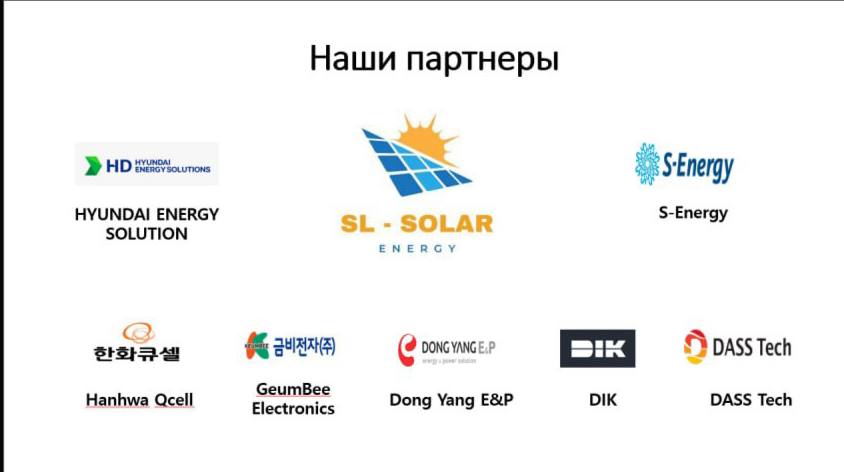 Наши партнеры
HD HYUNDAI
ENERGY SOLUTIONS
HYUNDAI ENERGY
SOLUTION
SL - SOLAR
ENERGY
S-Energy
S-Energy
한화큐셀
Hanhwa Qcell
KEUMBEE 금비전자(주)
GeumBee
Electronics
DONG YANG E&P
energy & power solution
Dong Yang E&P
DIK
DIK
DASS Tech
DASS Tech